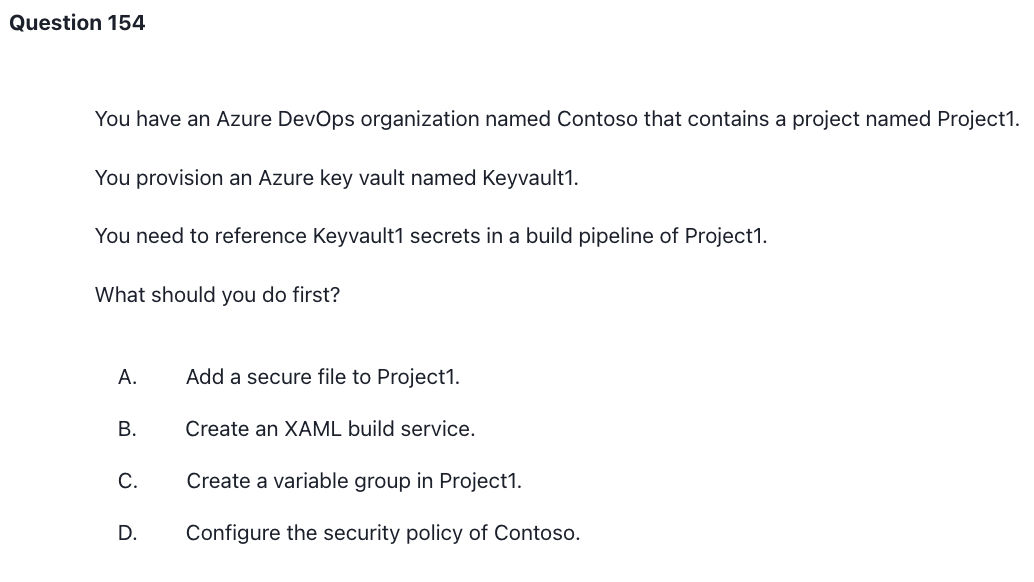 Question 154
You have an Azure DevOps organization named Contoso that contains a project named Project1.
You provision an Azure key vault named Keyvault1.
You need to reference Keyvault1 secrets in a build pipeline of Project1.
What should you do first?
A. Add a secure file to Project1.
B. Create an XAML build service.
C. Create a variable group in Project1.
D. Configure the security policy of Contoso.